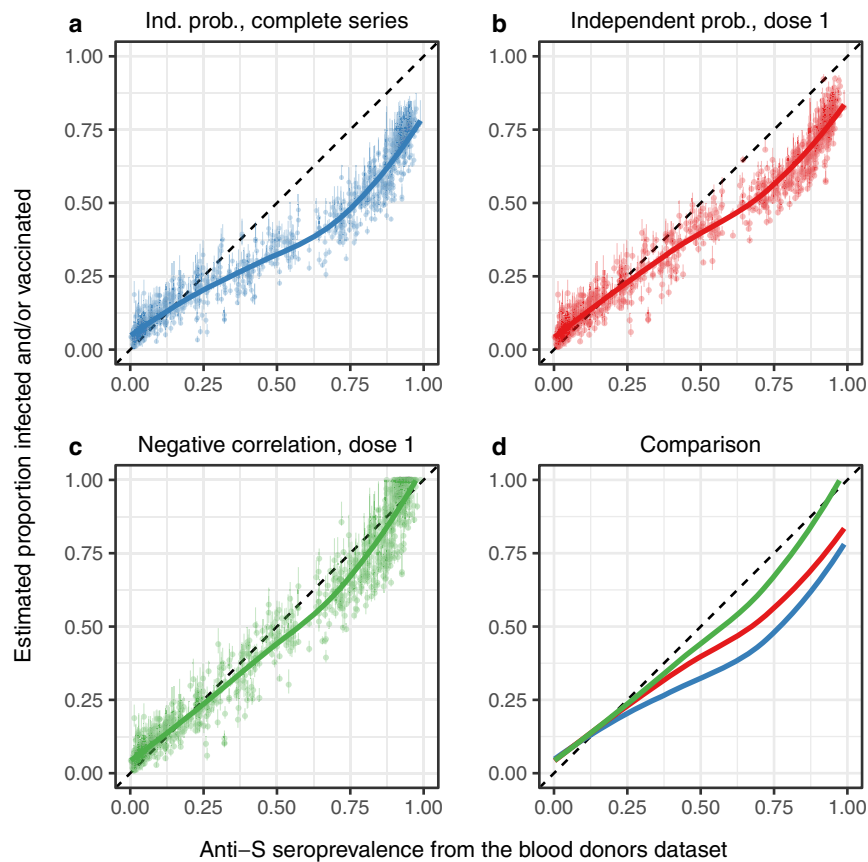 a Ind. prob., complete series
1.00
0.75
0.50
0.25
0.00
0.00 0.25 0.50 0.75 1.00
b Independent prob., dose 1
1.00
0.75
0.50
0.25
0.00
0.00 0.25 0.50 0.75 1.00
c Negative correlation, dose 1
1.00
0.75
0.50
0.25
0.00
0.00 0.25 0.50 0.75 1.00
d Comparison
1.00
0.75
0.50
0.25
0.00
0.00 0.25 0.50 0.75 1.00
Estimated proportion infected and/or vaccinated
Anti−S seroprevalence from the blood donors dataset